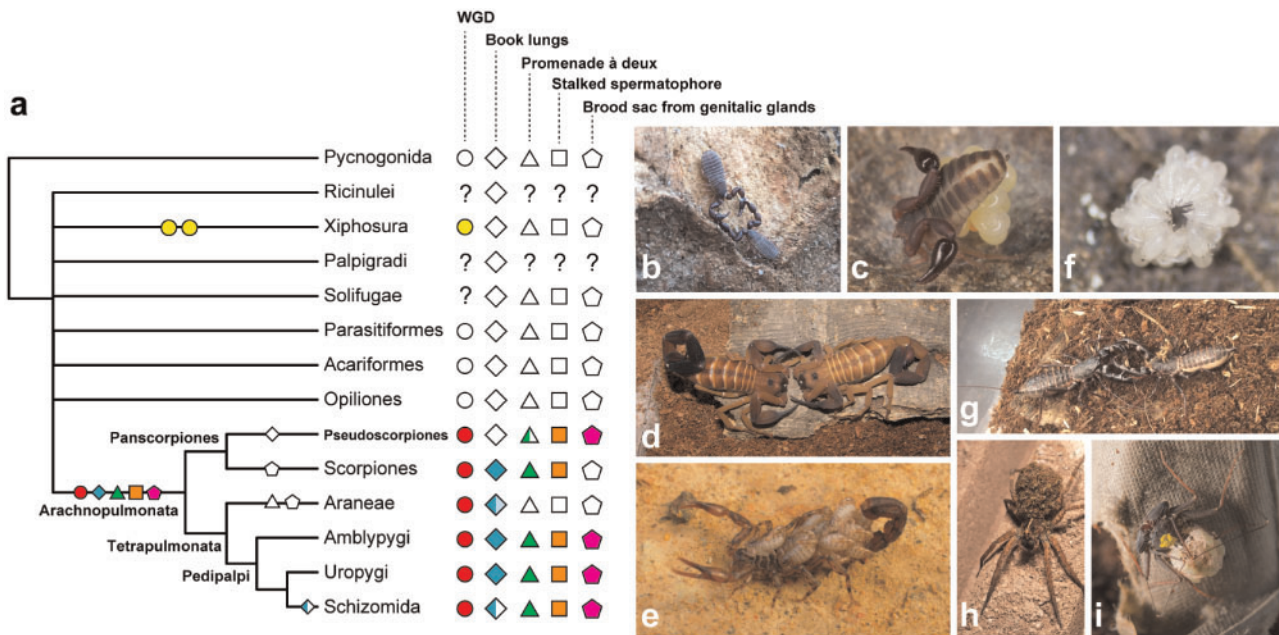 WGD
Book lungs
Promenade à deux
Stalked spermatophore
Brood sac from genitalic glands
a
Pycnogonida
Ricinulei ? ? ? ?
Xiphosura
Palpigradi ? ? ? ?
Solifugae ?
Parasitiformes
Acariformes
Opiliones
Panscorpiones
Pseudoscorpiones
Scorpiones
Arachnopulmonata
Araneae
Tetrapulmonata
Amblypygi
Pedipalpi
Uropygi
Schizomida
b
c
f
d
g
e
h
i